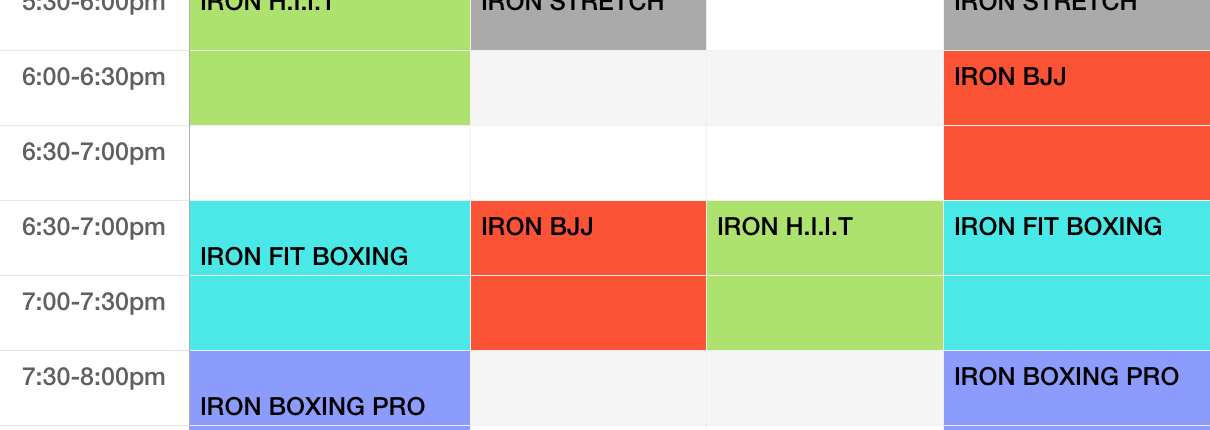 5:30-6:00pm IRON H.I.I.T IRON STRETCH IRON STRETCH
6:00-6:30pm IRON BJJ
6:30-7:00pm
6:30-7:00pm IRON FIT BOXING IRON BJJ IRON H.I.I.T IRON FIT BOXING
7:00-7:30pm
7:30-8:00pm IRON BOXING PRO IRON BOXING PRO